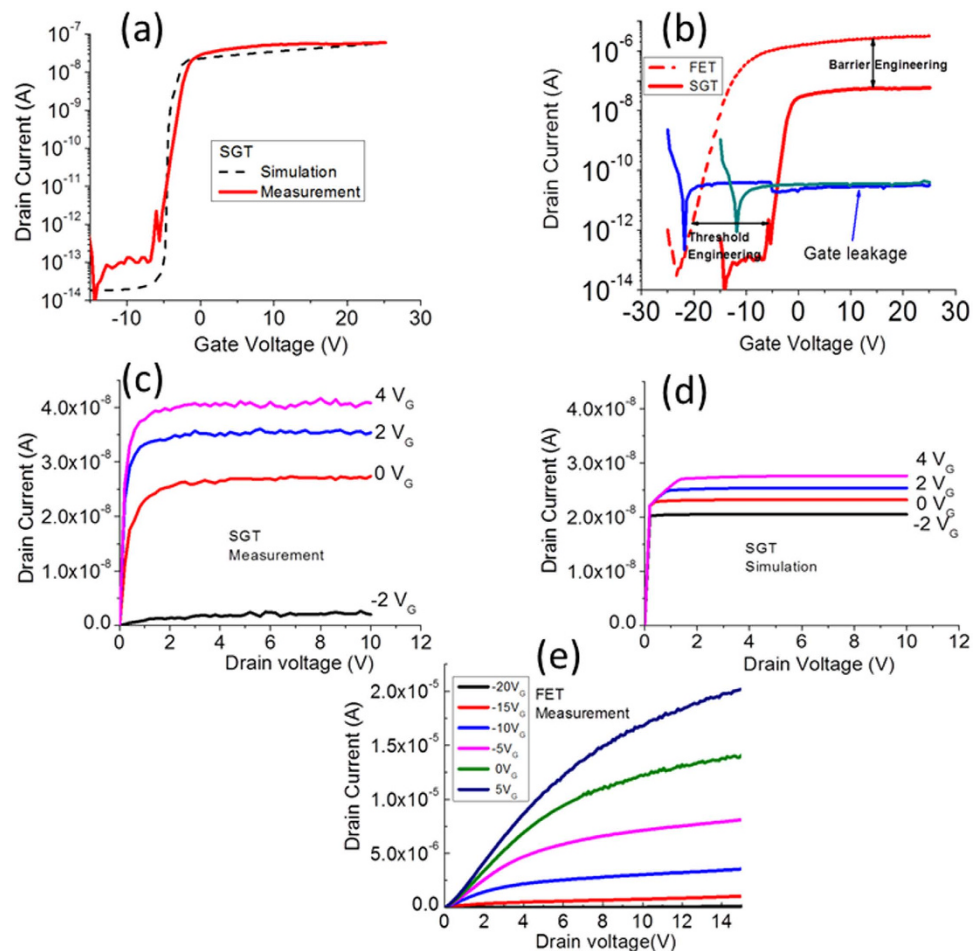 (a)
Drain Current (A)
10⁻⁷
10⁻⁸
10⁻⁹
10⁻¹⁰
10⁻¹¹
10⁻¹²
10⁻¹³
10⁻¹⁴
SGT
Simulation
Measurement
-10 0 10 20 30
Gate Voltage (V)
(b)
Drain Current (A)
10⁻⁶
10⁻⁸
10⁻¹⁰
10⁻¹²
10⁻¹⁴
FET
SGT
Barrier Engineering
Threshold
Engineering
Gate leakage
-30 -20 -10 0 10 20 30
Gate Voltage (V)
(c)
Drain Current (A)
4.0x10⁻⁸
3.0x10⁻⁸
2.0x10⁻⁸
1.0x10⁻⁸
0.0
4 V_G
2 V_G
0 V_G
SGT
Measurement
-2 V_G
0 2 4 6 8 10 12
Drain voltage (V)
(d)
Drain Current (A)
4.0x10⁻⁸
3.0x10⁻⁸
2.0x10⁻⁸
1.0x10⁻⁸
0.0
4 V_G
2 V_G
0 V_G
-2 V_G
SGT
Simulation
0 2 4 6 8 10 12
Drain voltage (V)
(e)
Drain Current (A)
2.0x10⁻⁵
1.5x10⁻⁵
1.0x10⁻⁵
5.0x10⁻⁶
0.0
-20V_G
-15V_G
-10V_G
-5V_G
0V_G
5V_G
FET
Measurement
0 2 4 6 8 10 12 14
Drain voltage(V)